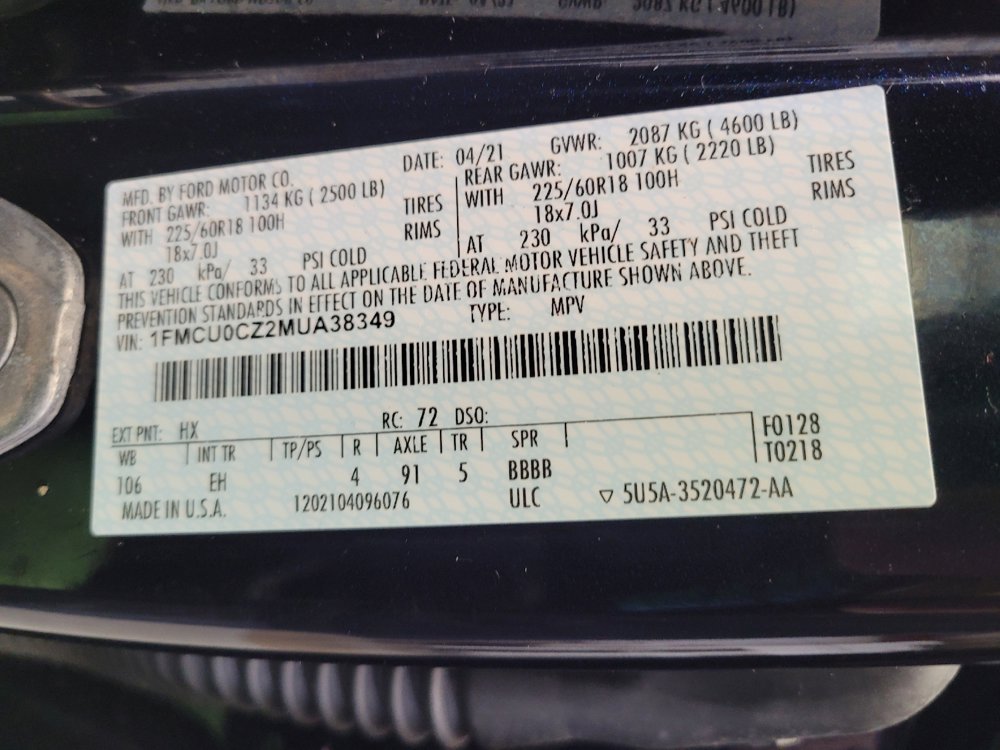 MFD. BY FORD MOTOR CO.
DATE: 04/21 GVWR: 2087 KG ( 4600 LB)
FRONT GAWR: 1134 KG ( 2500 LB)
WITH 225/60R18 100H TIRES
18x7.0J RIMS
AT 230 kPa/ 33 PSI COLD
REAR GAWR: 1007 KG ( 2220 LB)
WITH 225/60R18 100H TIRES
18x7.0J RIMS
AT 230 kPa/ 33 PSI COLD
THIS VEHICLE CONFORMS TO ALL APPLICABLE FEDERAL MOTOR VEHICLE SAFETY AND THEFT
PREVENTION STANDARDS IN EFFECT ON THE DATE OF MANUFACTURE SHOWN ABOVE.
VIN: 1FMCU0CZ2MUA38349 TYPE: MPV
RC: 72 DSO:
EXT PNT: HX F0128
WB INT TR TP/PS R AXLE TR SPR T0218
106 EH 4 91 5 BBBB
MADE IN U.S.A. 1202104096076 ULC ▽ 5U5A-3520472-AA